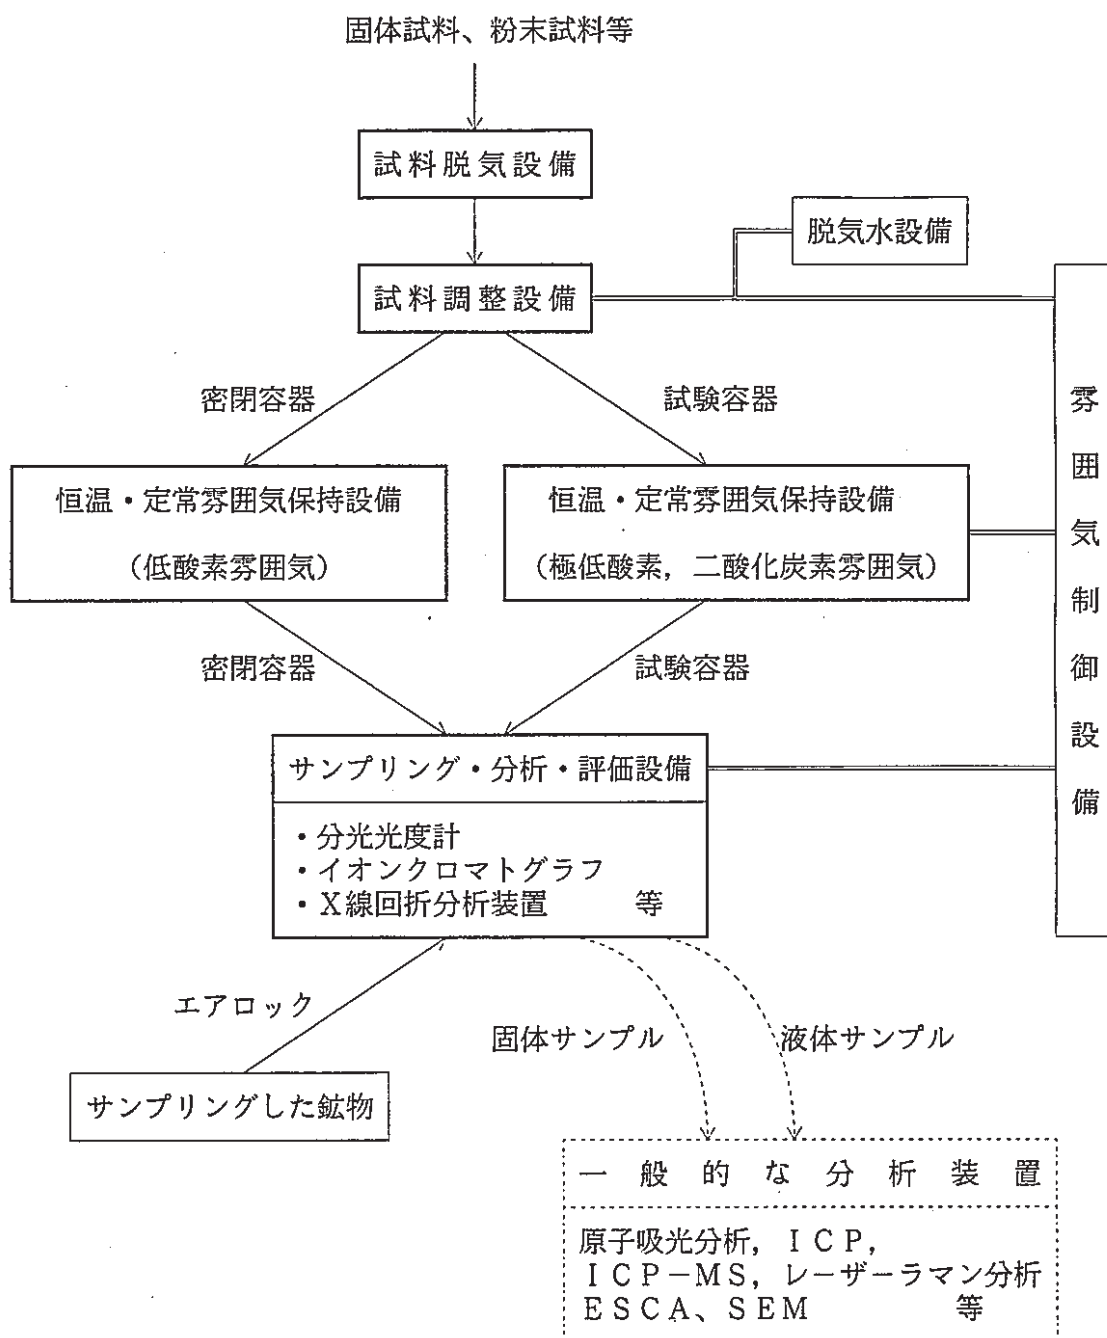 固体試料、粉末試料等
試料脱気設備
脱気水設備
試料調整設備
雰囲気制御設備
密閉容器
試験容器
恒温・定常雰囲気保持設備
(低酸素雰囲気)
恒温・定常雰囲気保持設備
(極低酸素，二酸化炭素雰囲気)
密閉容器
試験容器
サンプリング・分析・評価設備
・分光光度計
・イオンクロマトグラフ
・X線回折分析装置　　等
エアロック
サンプリングした鉱物
固体サンプル
液体サンプル
一般的な分析装置
原子吸光分析，ＩＣＰ，
ＩＣＰ－ＭＳ，レーザーラマン分析
ＥＳＣＡ、ＳＥＭ　　　等